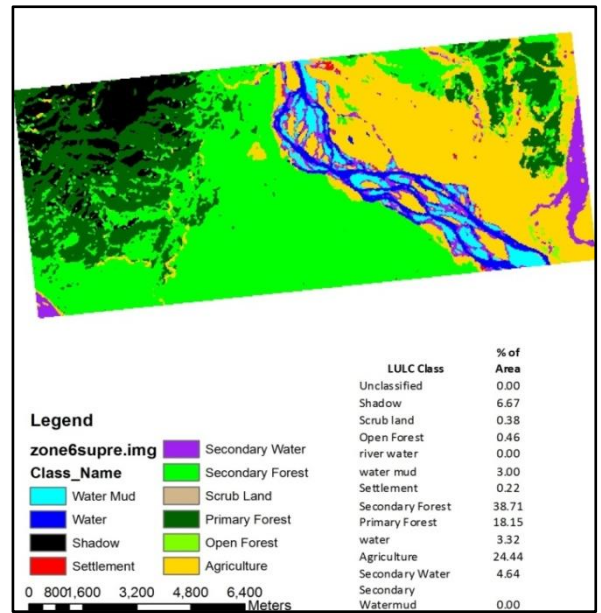 % of
LULC Class Area
Unclassified 0.00
Shadow 6.67
Scrub land 0.38
Open Forest 0.46
river water 0.00
water mud 3.00
Settlement 0.22
Secondary Forest 38.71
Primary Forest 18.15
water 3.32
Agriculture 24.44
Secondary Water 4.64
Secondary
Watermud 0.00
Legend
zone6supre.img
Class_Name
Water Mud
Water
Shadow
Settlement
Secondary Water
Secondary Forest
Scrub Land
Primary Forest
Open Forest
Agriculture
0 8001,600 3,200 4,800 6,400
Meters